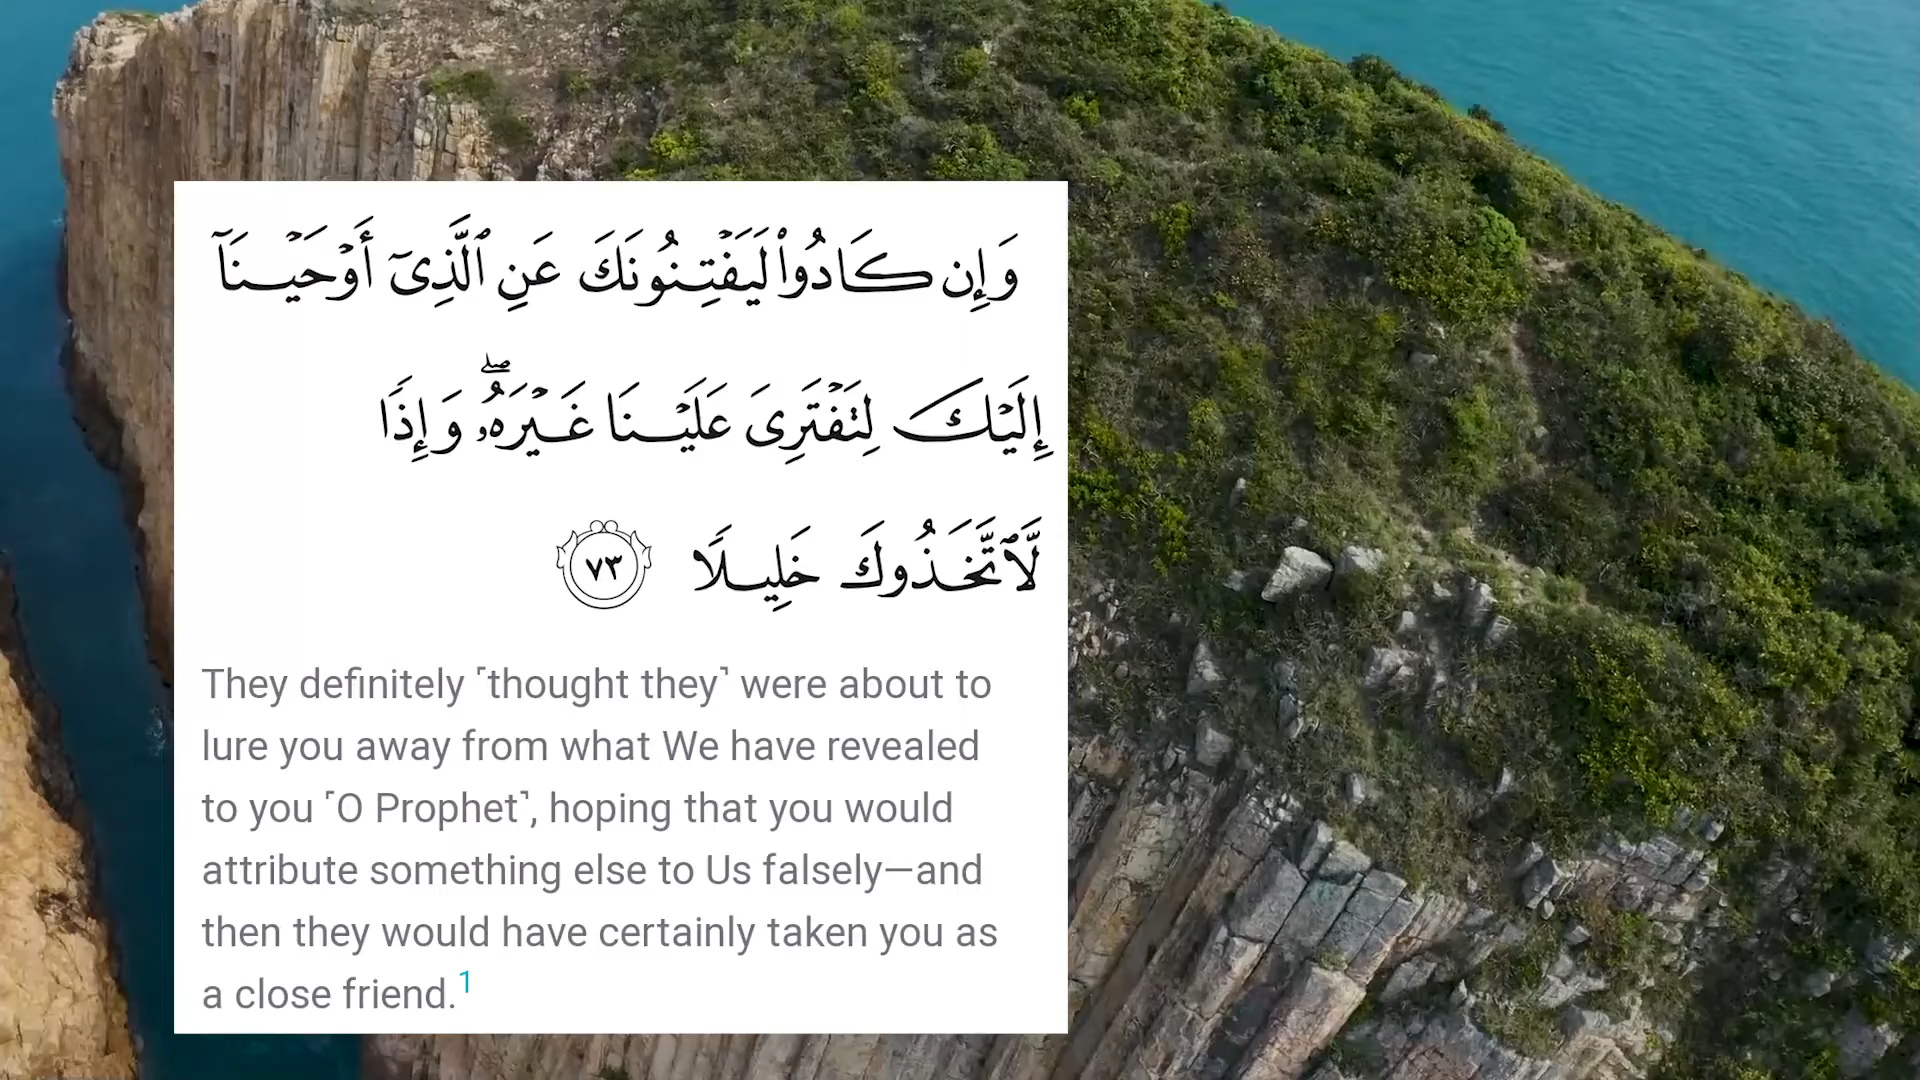 وَإِن كَادُوا۟ لَيَفْتِنُونَكَ عَنِ ٱلَّذِىٓ أَوْحَيْنَآ
إِلَيْكَ لِتَفْتَرِىَ عَلَيْنَا غَيْرَهُۥ ۖ وَإِذًا
لَّٱتَّخَذُوكَ خَلِيلًا ٧٣
They definitely ˹thought they˺ were about to
lure you away from what We have revealed
to you ˹O Prophet˺, hoping that you would
attribute something else to Us falsely—and
then they would have certainly taken you as
a close friend.1